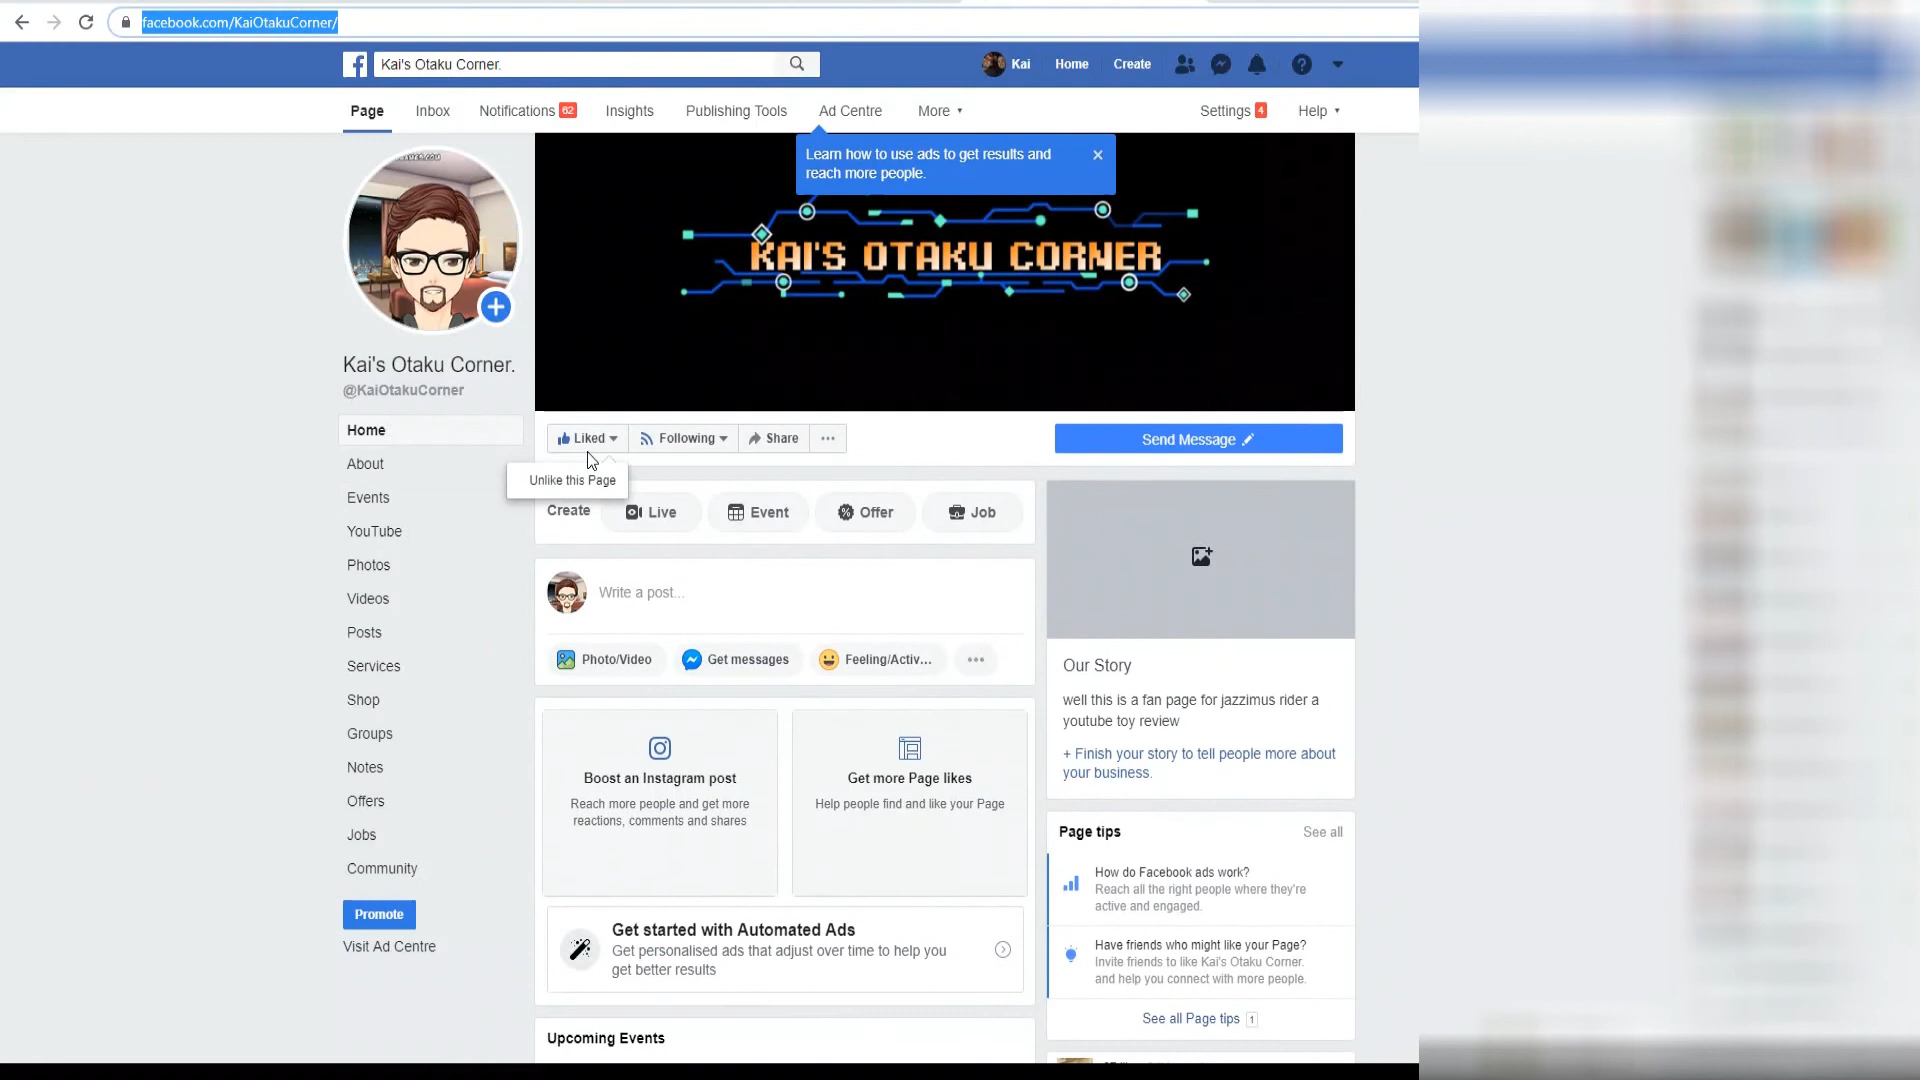 facebook.com/KaiOtakuCorner/
Kai's Otaku Corner.
Kai
Home
Create
Page
Inbox
Notifications 62
Insights
Publishing Tools
Ad Centre
More
Settings 4
Help
Learn how to use ads to get results and
reach more people.
KAI'S OTAKU CORNER
Kai's Otaku Corner.
@KaiOtakuCorner
Home
About
Events
YouTube
Photos
Videos
Posts
Services
Shop
Groups
Notes
Offers
Jobs
Community
Promote
Visit Ad Centre
Liked
Following
Share
Send Message
Unlike this Page
Create
Live
Event
Offer
Job
Write a post...
Photo/Video
Get messages
Feeling/Activ...
Boost an Instagram post
Reach more people and get more
reactions, comments and shares
Get more Page likes
Help people find and like your Page
Get started with Automated Ads
Get personalised ads that adjust over time to help you
get better results
Upcoming Events
Our Story
well this is a fan page for jazzimus rider a
youtube toy review
+ Finish your story to tell people more about
your business.
Page tips
See all
How do Facebook ads work?
Reach all the right people where they're
active and engaged.
Have friends who might like your Page?
Invite friends to like Kai's Otaku Corner.
and help you connect with more people.
See all Page tips 1